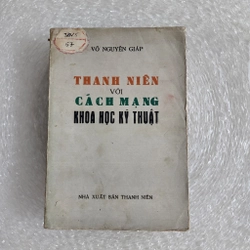 VÕ NGUYÊN GIÁP
THANH NIÊN
VỚI
CÁCH MẠNG
KHOA HỌC KỸ THUẬT
NHÀ XUẤT BẢN THANH NIÊN